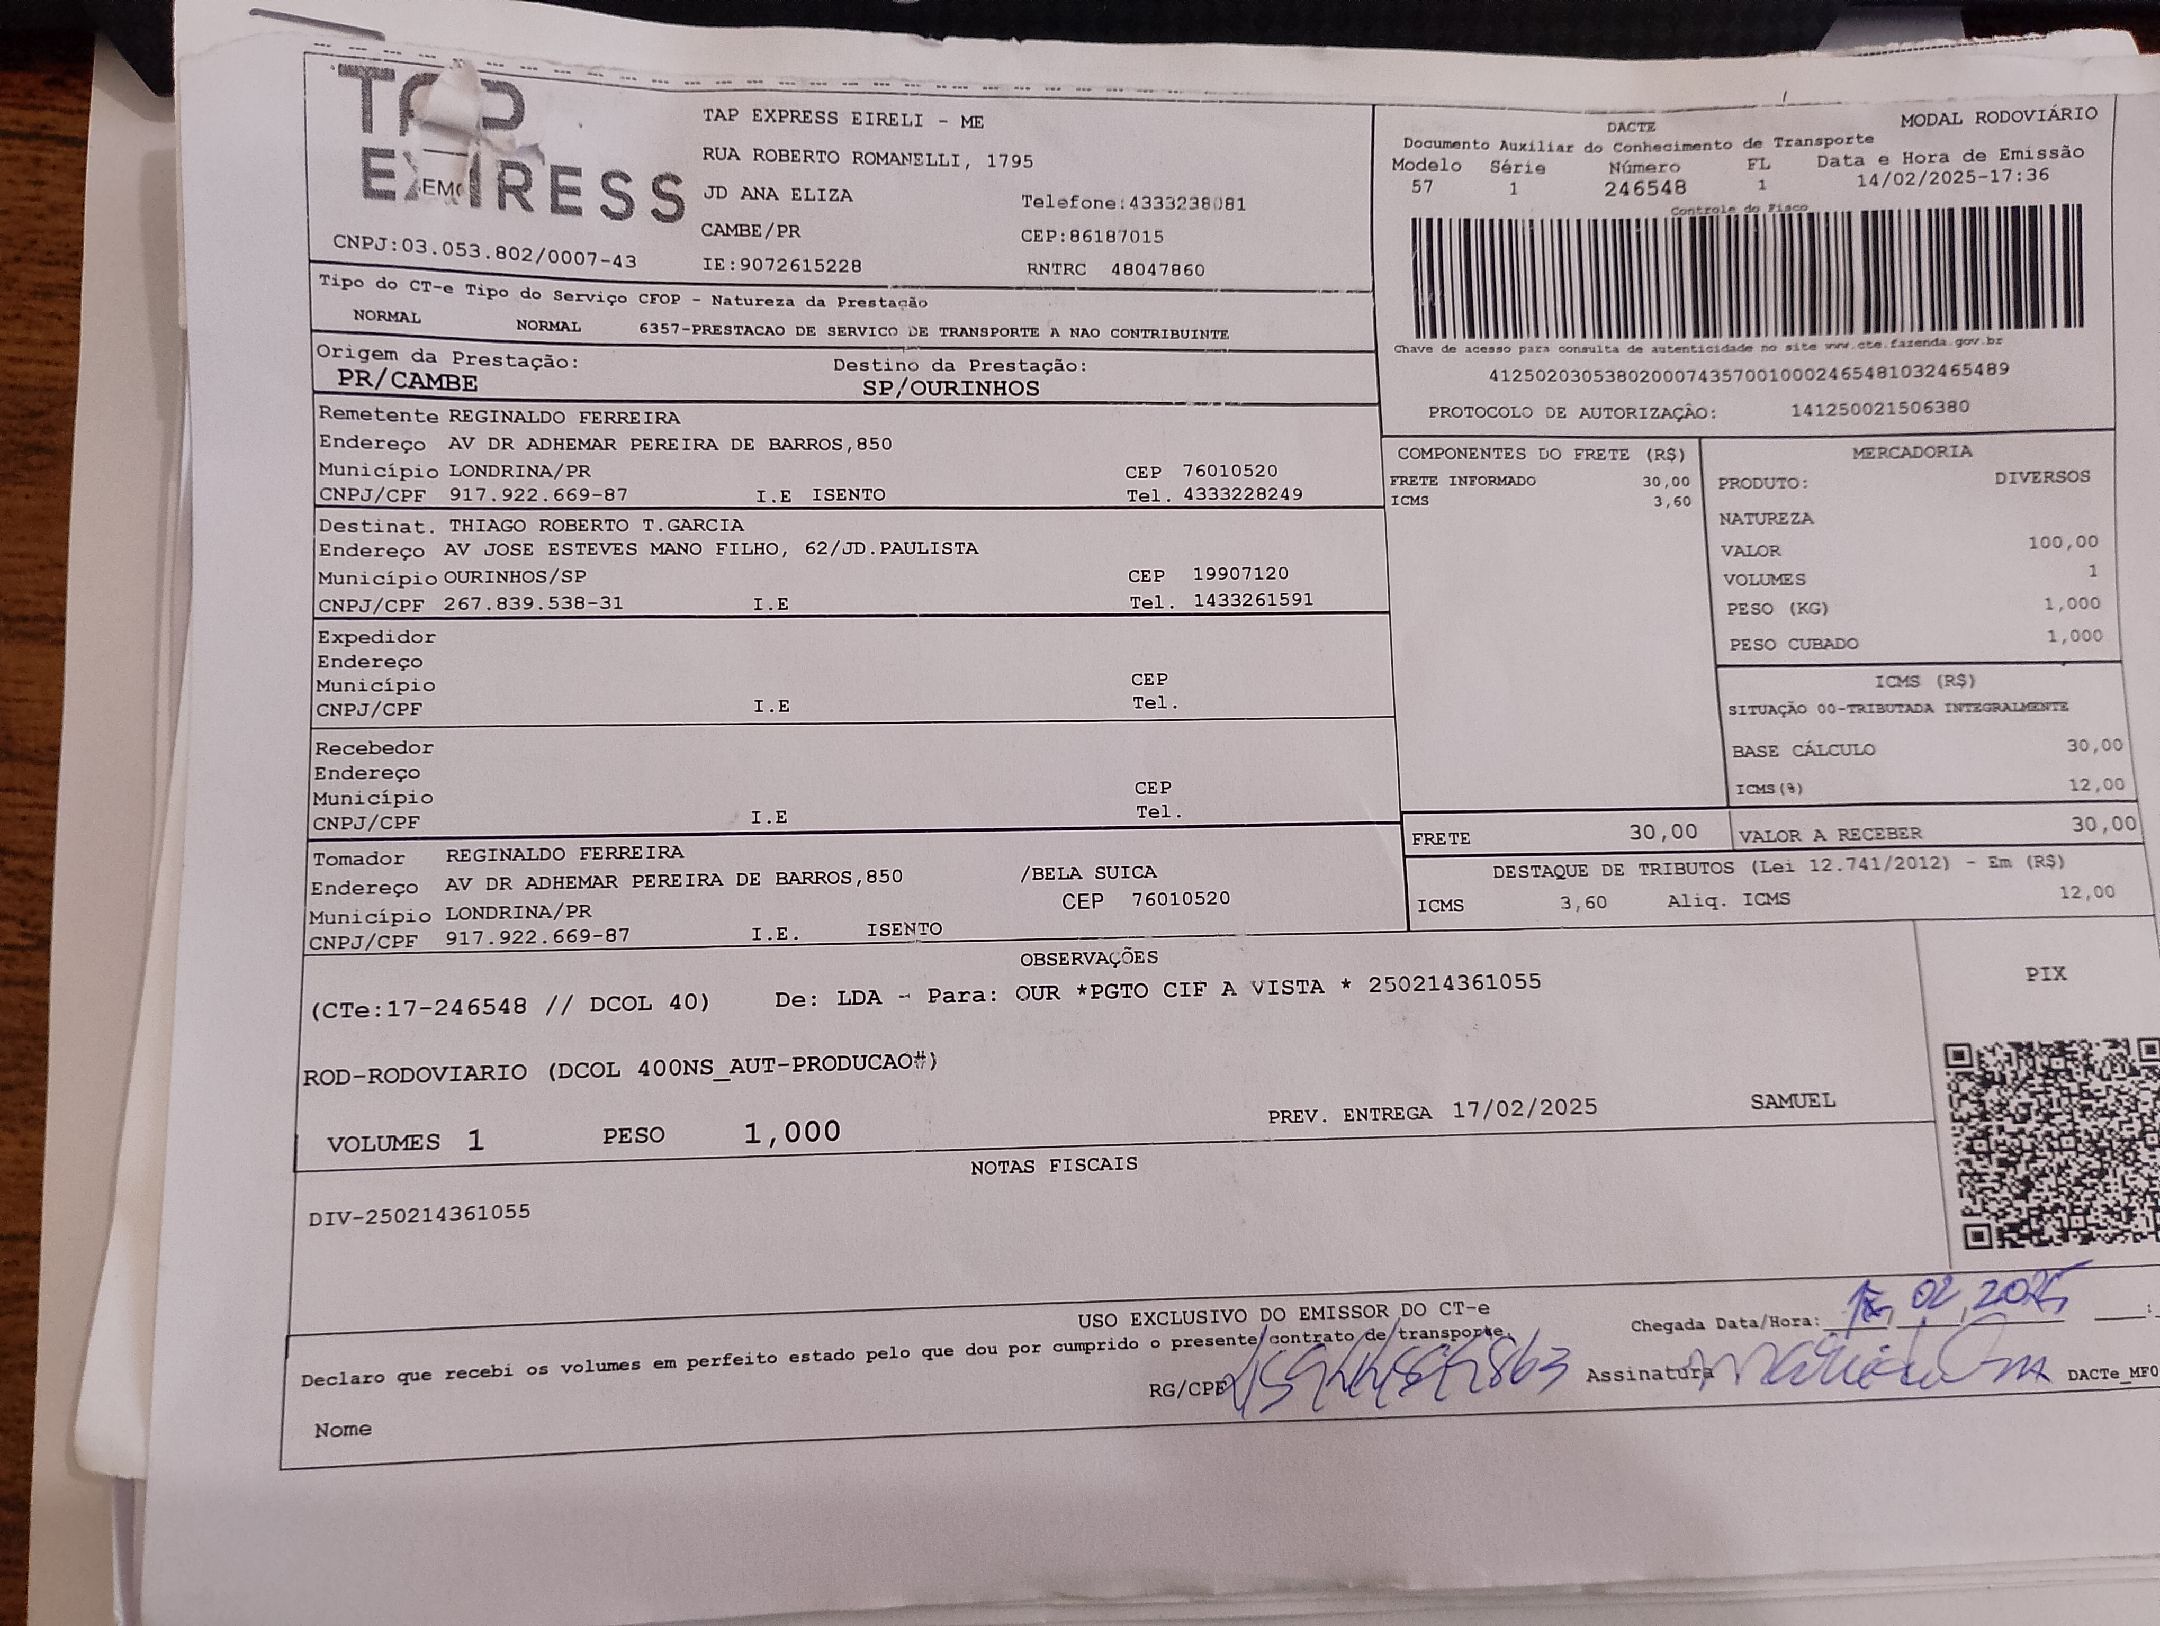 TAP
EXPRESS
CNPJ:03.053.802/0007-43
TAP EXPRESS EIRELI - ME
RUA ROBERTO ROMANELLI, 1795
JD ANA ELIZA Telefone:4333238081
CAMBE/PR CEP:86187015
IE:9072615228 RNTRC 48047860
DACTE MODAL RODOVIÁRIO
Documento Auxiliar do Conhecimento de Transporte
Modelo Série Número FL Data e Hora de Emissão
57 1 246548 1 14/02/2025-17:36
Controle do Fisco
Chave de acesso para consulta de autenticidade no site www.cte.fazenda.gov.br
41250203053802000743570010002465481032465489
PROTOCOLO DE AUTORIZAÇÃO: 141250021506380
Tipo do CT-e Tipo do Serviço CFOP - Natureza da Prestação
NORMAL NORMAL 6357-PRESTACAO DE SERVICO DE TRANSPORTE A NAO CONTRIBUINTE
Origem da Prestação: Destino da Prestação:
PR/CAMBE SP/OURINHOS
Remetente REGINALDO FERREIRA
Endereço AV DR ADHEMAR PEREIRA DE BARROS,850
Município LONDRINA/PR CEP 76010520
CNPJ/CPF 917.922.669-87 I.E ISENTO Tel. 4333228249
Destinat. THIAGO ROBERTO T.GARCIA
Endereço AV JOSE ESTEVES MANO FILHO, 62/JD.PAULISTA
Município OURINHOS/SP CEP 19907120
CNPJ/CPF 267.839.538-31 I.E Tel. 1433261591
Expedidor
Endereço
Município CEP
CNPJ/CPF I.E Tel.
Recebedor
Endereço
Município CEP
CNPJ/CPF I.E Tel.
Tomador REGINALDO FERREIRA
Endereço AV DR ADHEMAR PEREIRA DE BARROS,850 /BELA SUICA
Município LONDRINA/PR CEP 76010520
CNPJ/CPF 917.922.669-87 I.E. ISENTO
COMPONENTES DO FRETE (R$)
FRETE INFORMADO 30,00
ICMS 3,60
MERCADORIA
PRODUTO: DIVERSOS
NATUREZA
VALOR 100,00
VOLUMES 1
PESO (KG) 1,000
PESO CUBADO 1,000
ICMS (R$)
SITUAÇÃO 00-TRIBUTADA INTEGRALMENTE
BASE CÁLCULO 30,00
ICMS(%) 12,00
FRETE 30,00 VALOR A RECEBER 30,00
DESTAQUE DE TRIBUTOS (Lei 12.741/2012) - Em (R$)
ICMS 3,60 Aliq. ICMS 12,00
OBSERVAÇÕES
(CTe:17-246548 // DCOL 40) De: LDA - Para: OUR *PGTO CIF A VISTA * 250214361055
ROD-RODOVIARIO (DCOL 400NS_AUT-PRODUCAO#)
VOLUMES 1 PESO 1,000 PREV. ENTREGA 17/02/2025 SAMUEL
PIX
NOTAS FISCAIS
DIV-250214361055
USO EXCLUSIVO DO EMISSOR DO CT-e
Declaro que recebi os volumes em perfeito estado pelo que dou por cumprido o presente contrato de transporte.
Chegada Data/Hora: 02 2025 :
RG/CPF Assinatura DACTe_MF0
Nome